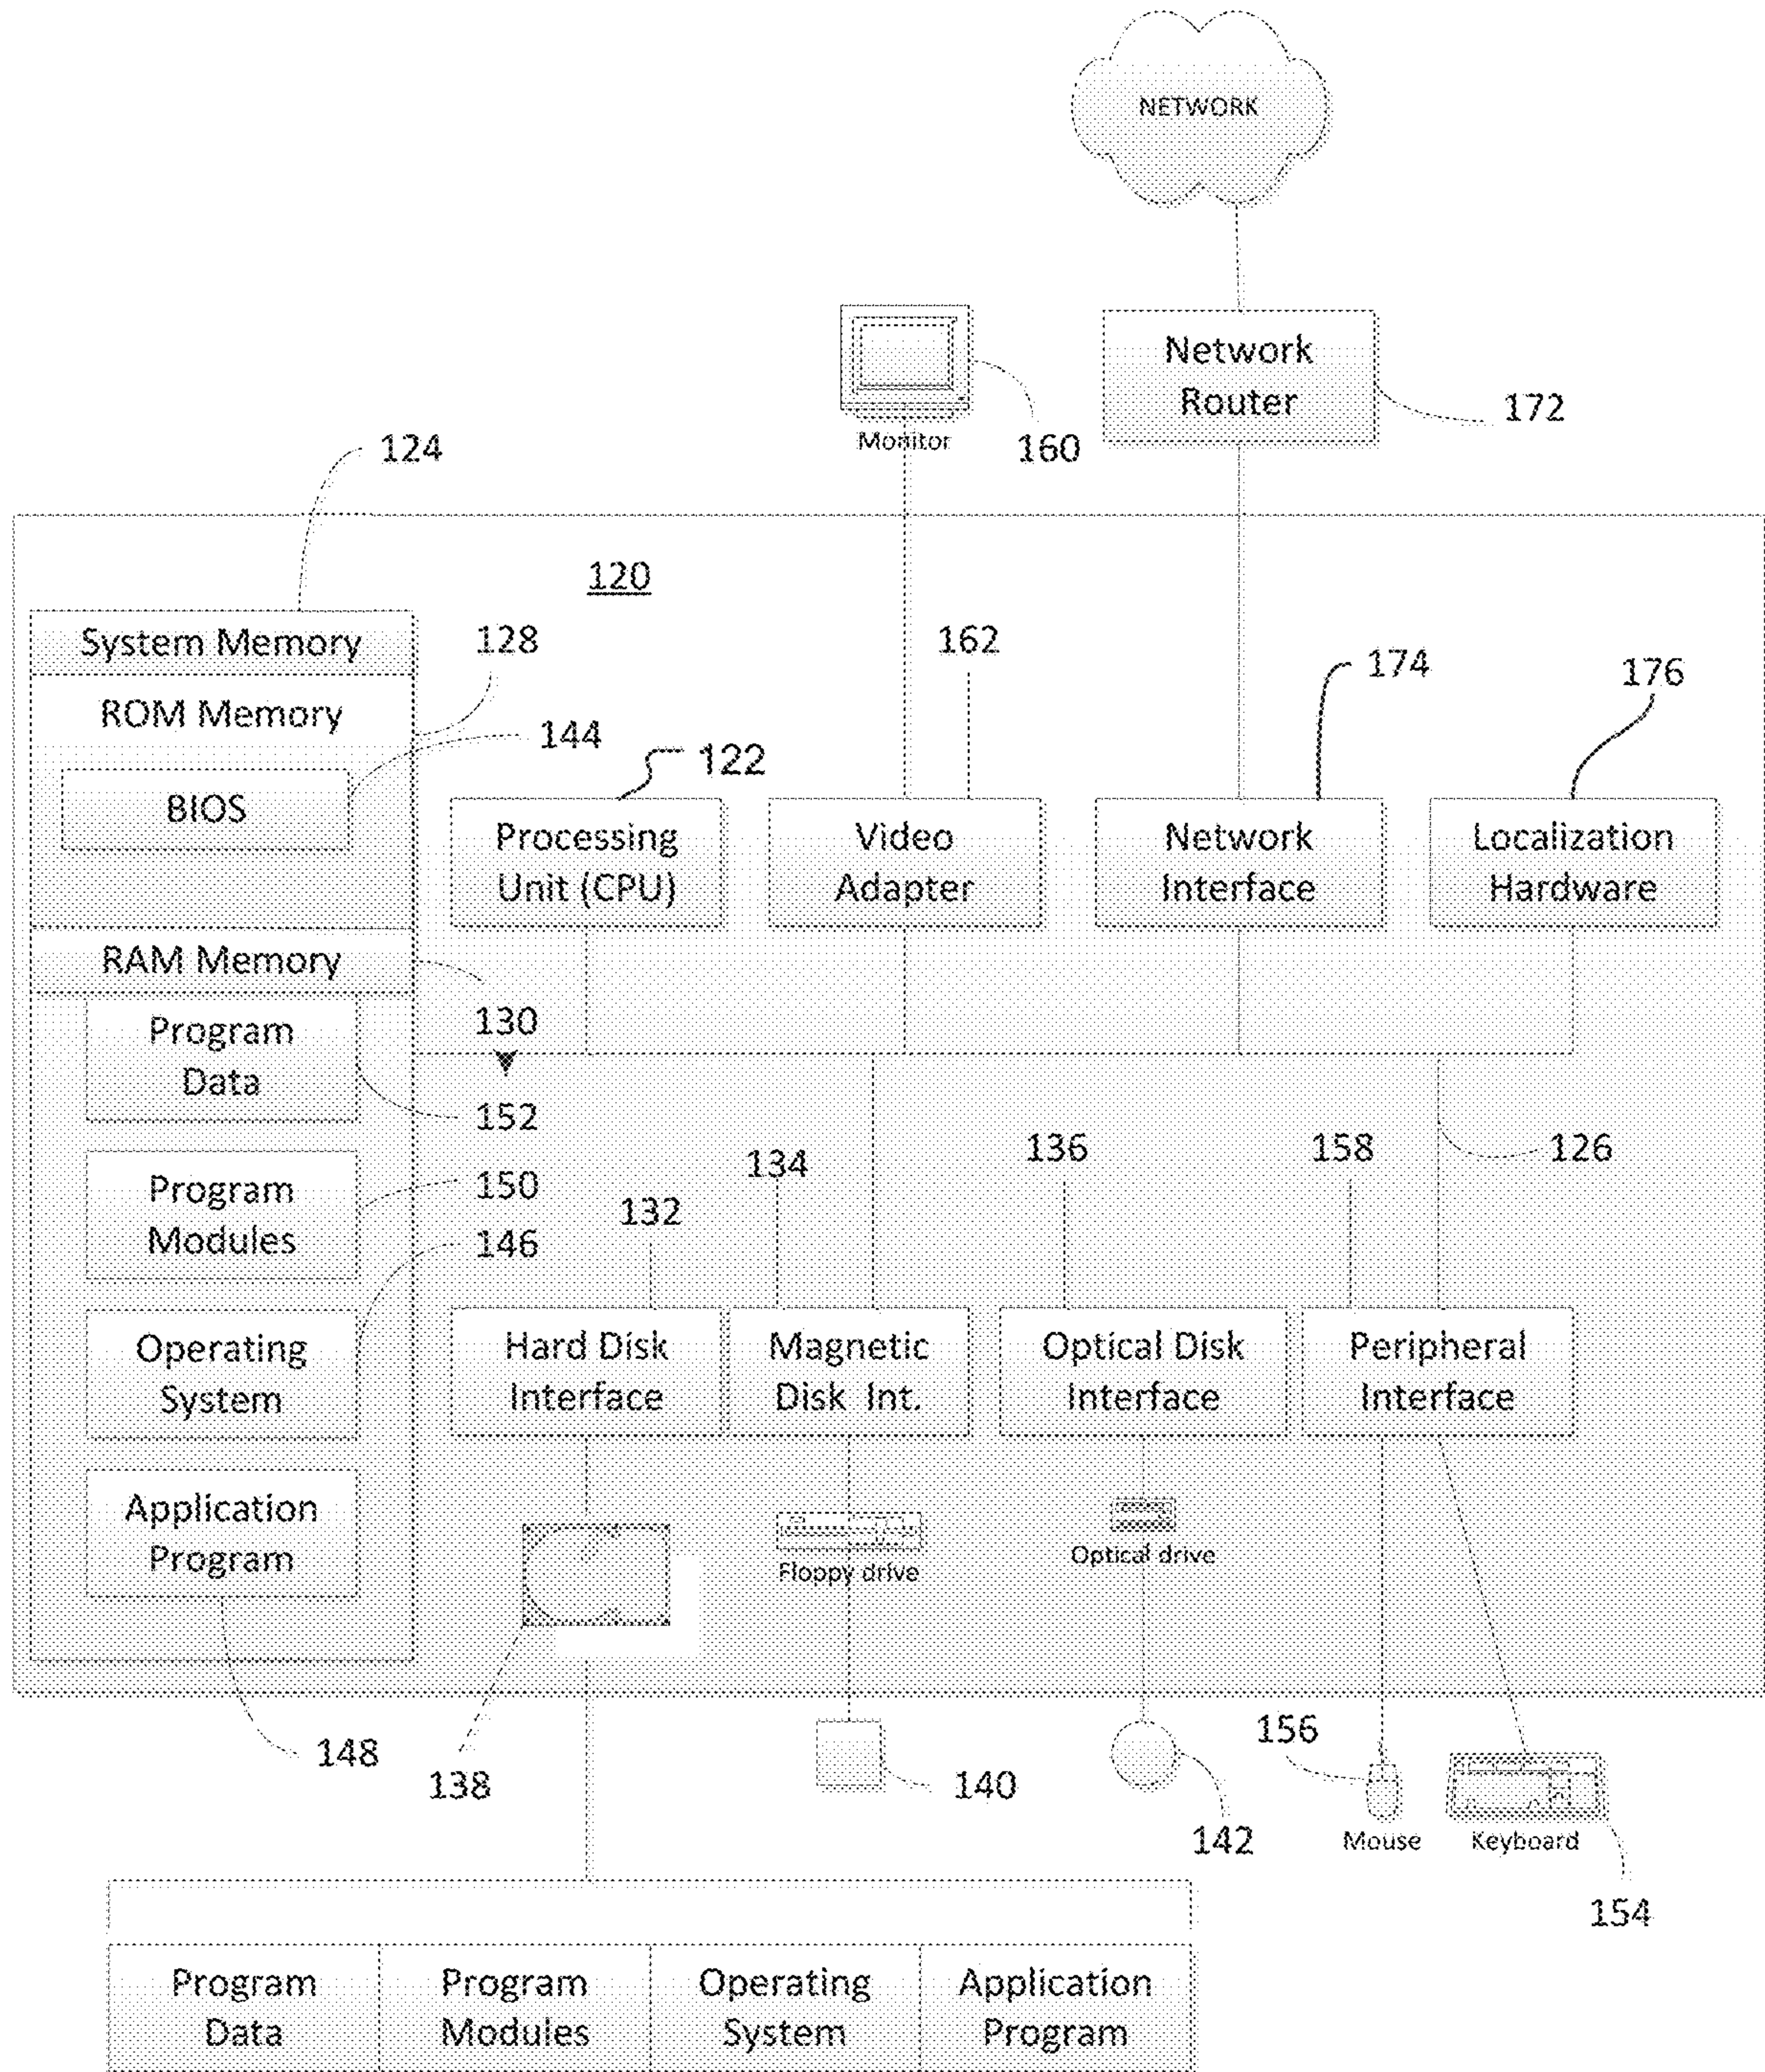 NETWORK
Network
Router
172
Monitor
160
124
120
System Memory
128
162
174
176
ROM Memory
144
122
BIOS
Processing
Unit (CPU)
Video
Adapter
Network
Interface
Localization
Hardware
RAM Memory
130
Program
Data
152
134
136
158
126
Program
Modules
150
132
146
Operating
System
Hard Disk
Interface
Magnetic
Disk Int.
Optical Disk
Interface
Peripheral
Interface
Application
Program
Floppy drive
Optical drive
148
138
140
142
156
Mouse
Keyboard
154
Program
Data
Program
Modules
Operating
System
Application
Program